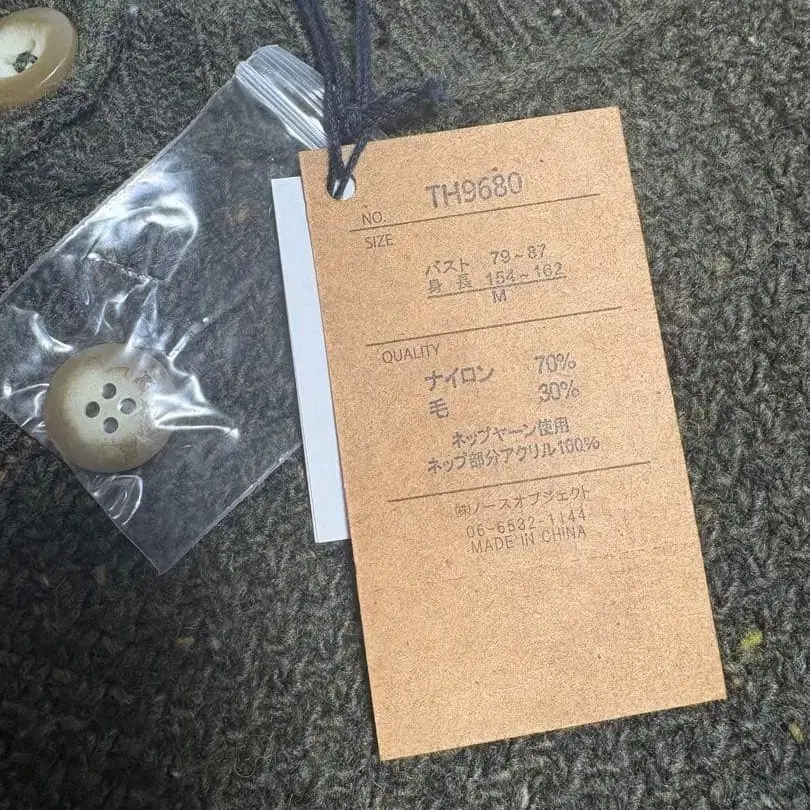 NO. TH9680
SIZE
バスト 79~87
身長 154~162
M
QUALITY
ナイロン 70%
毛 30%
ネップヤーン使用
ネップ部分アクリル100%
㈱ノースオブジェクト
06-6532-1144
MADE IN CHINA